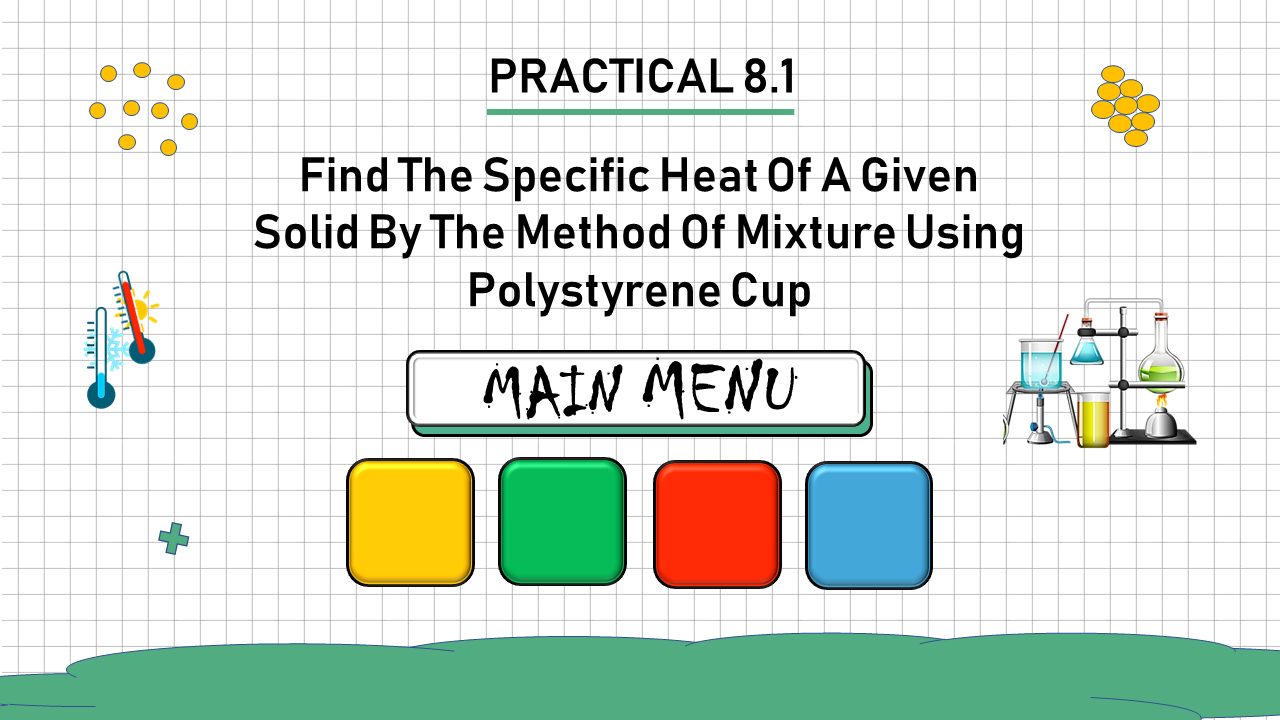 PRACTICAL 8.1
Find The Specific Heat Of A Given
Solid By The Method Of Mixture Using
Polystyrene Cup
MAIN MENU